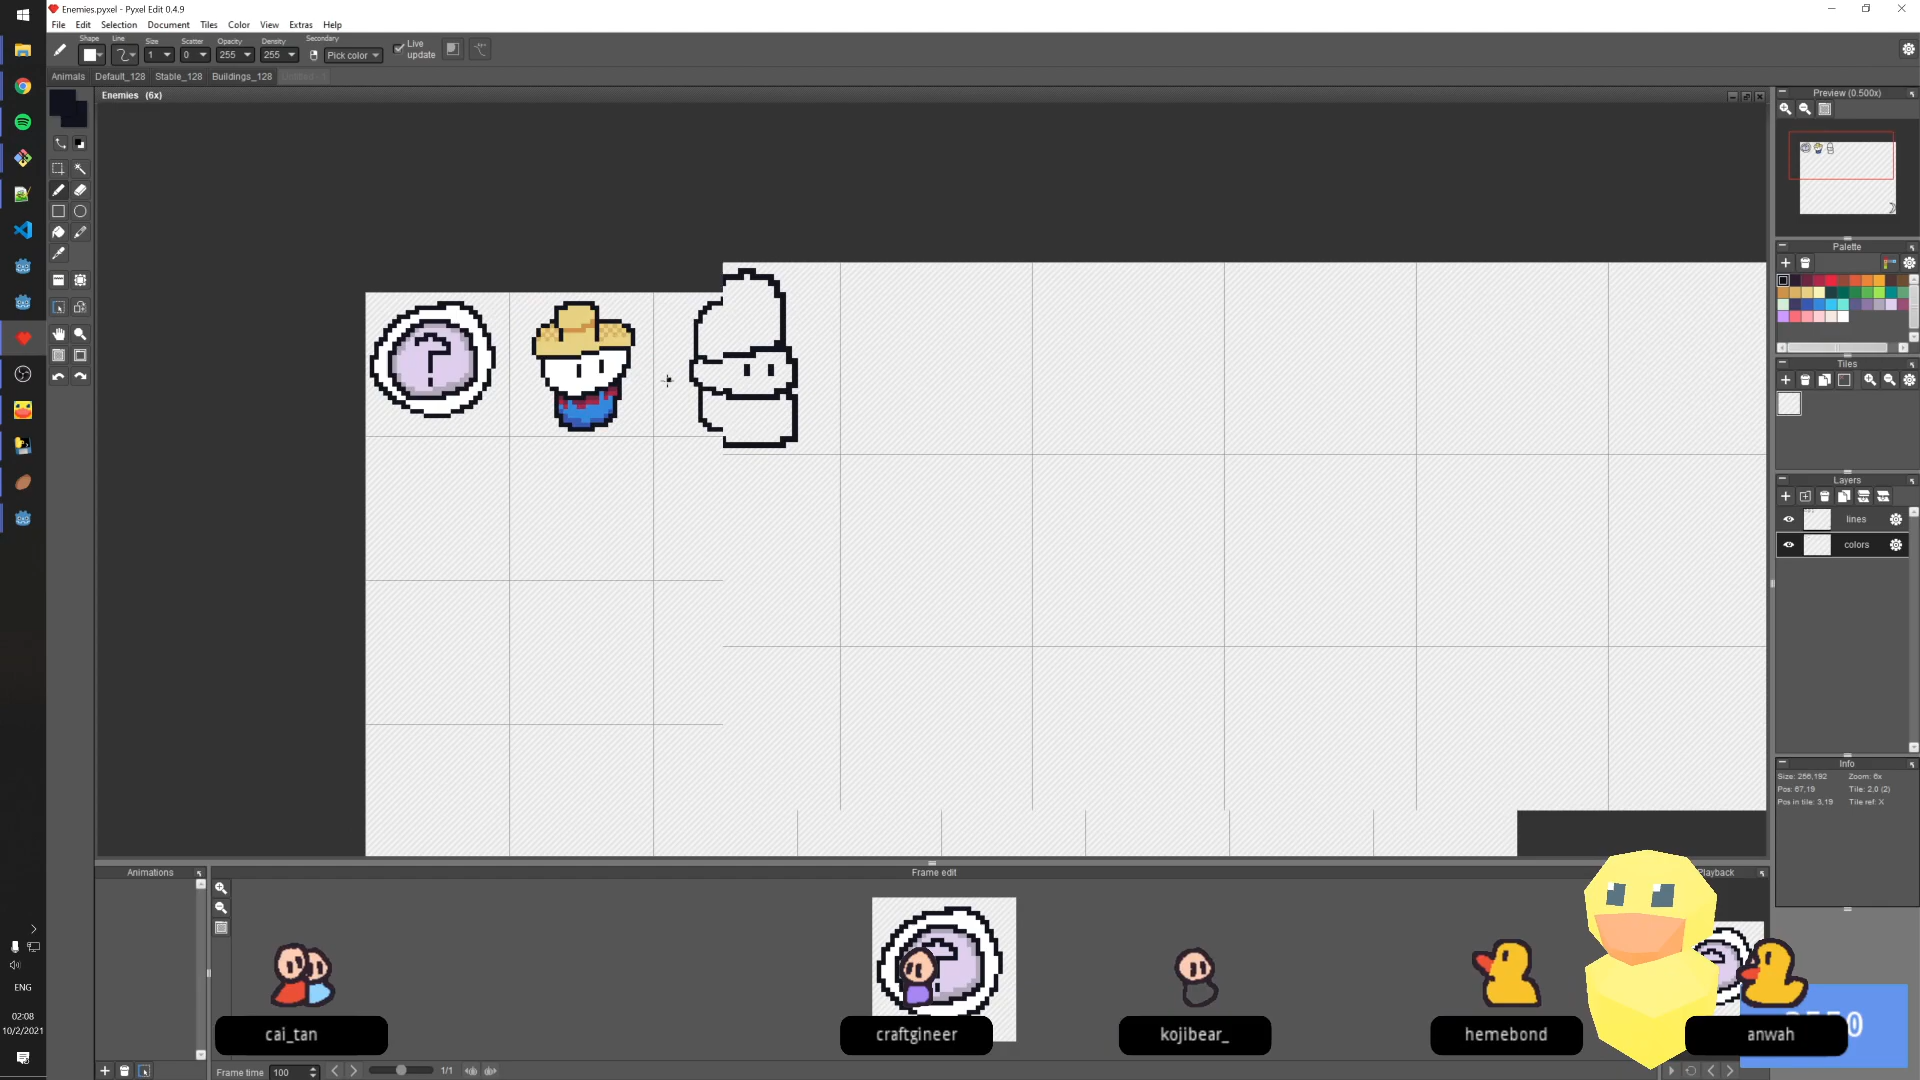 Enemies.pyxel - Pyxel Edit 0.4.9
File Edit Selection Document Tiles Color View Extras Help
Shape Line Size Scatter Opacity Density Secondary
1 0 255 255 Pick color Live update
Animals Default_128 Stable_128 Buildings_128
Enemies (6x)
Preview (0.500x)
Palette
Tiles
Layers
lines
colors
Info
Size: 256,192 Zoom: 6x
Pos: 67,19 Tile: 2,0 (2)
Pos in tile: 3,19 Tile ref: X
Animations
Frame edit
Playback
cai_tan
craftgineer
kojibear_
hemebond
anwah
Frame time 100 1/1
ENG
02:08
10/2/2021